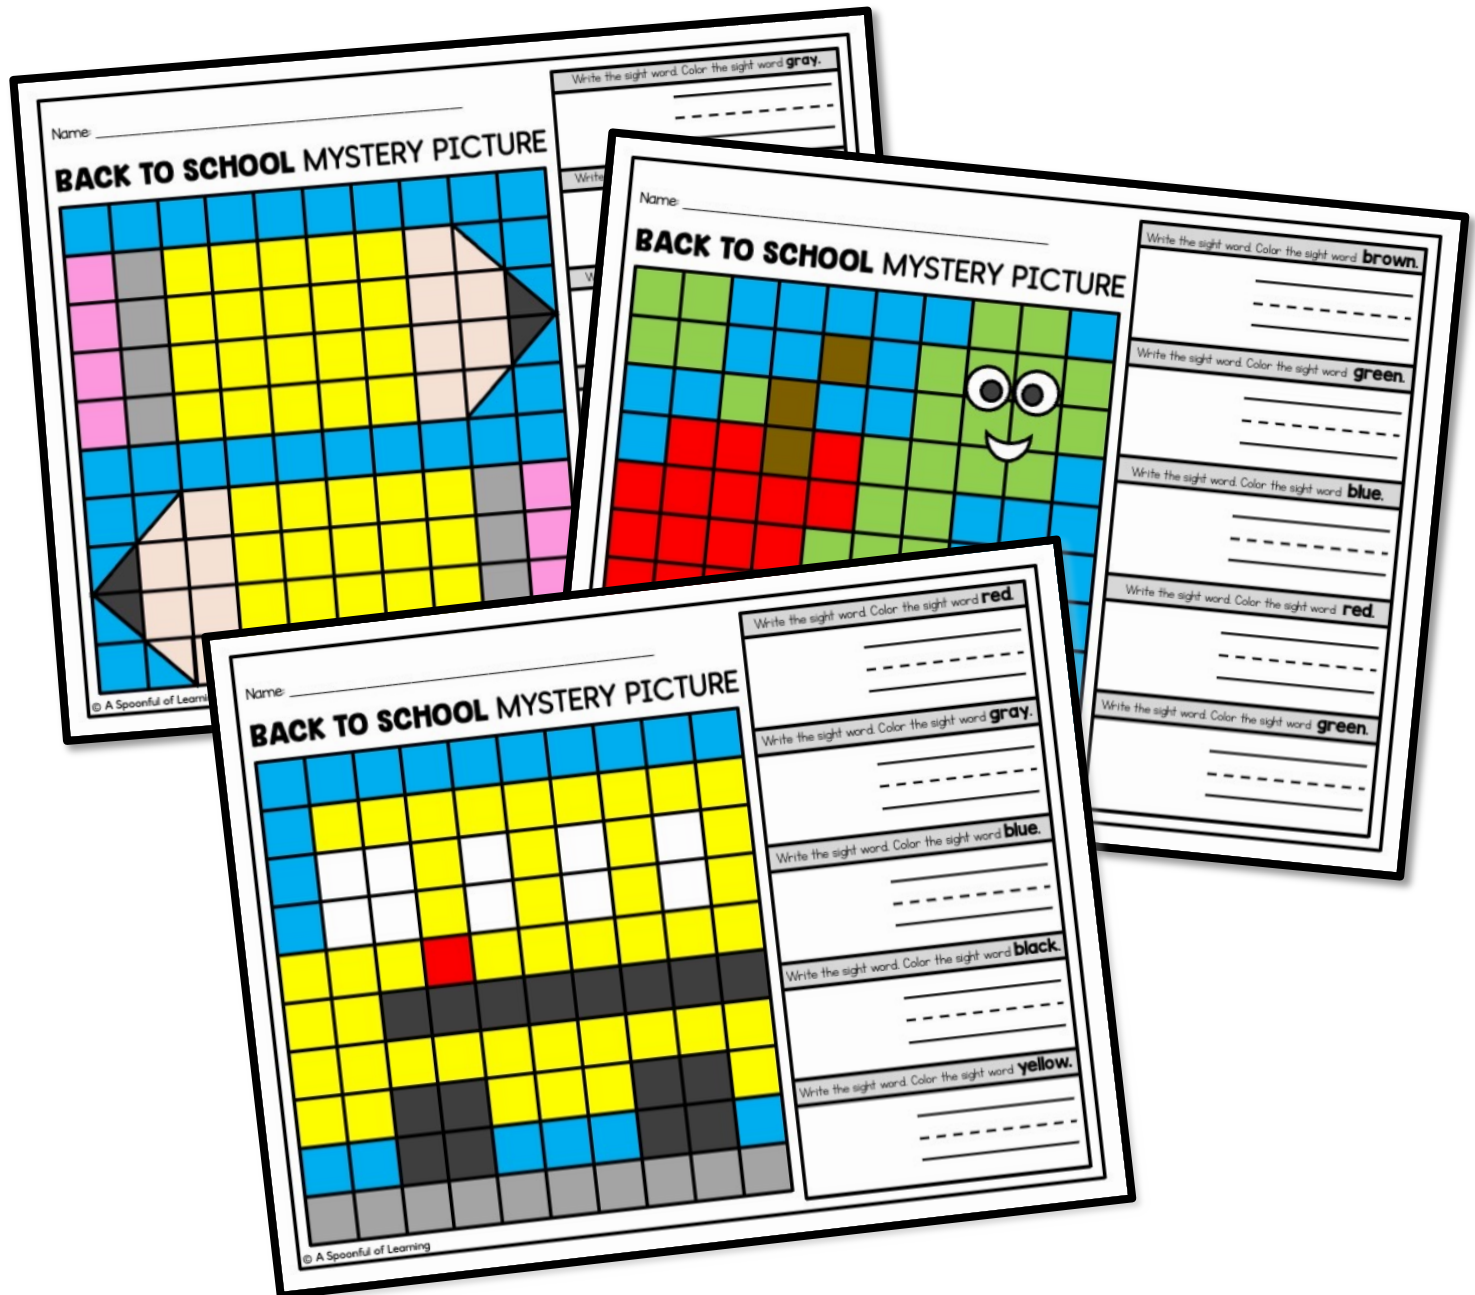 Name:
BACK TO SCHOOL MYSTERY PICTURE
Write the sight word. Color the sight word gray.
Write
W
© A Spoonful of Learni
Name:
BACK TO SCHOOL MYSTERY PICTURE
Write the sight word. Color the sight word brown.
Write the sight word. Color the sight word green.
Write the sight word. Color the sight word blue.
Write the sight word. Color the sight word red.
Write the sight word. Color the sight word green.
Name:
BACK TO SCHOOL MYSTERY PICTURE
Write the sight word. Color the sight word red.
Write the sight word. Color the sight word gray.
Write the sight word. Color the sight word blue.
Write the sight word. Color the sight word black.
Write the sight word. Color the sight word yellow.
© A Spoonful of Learning